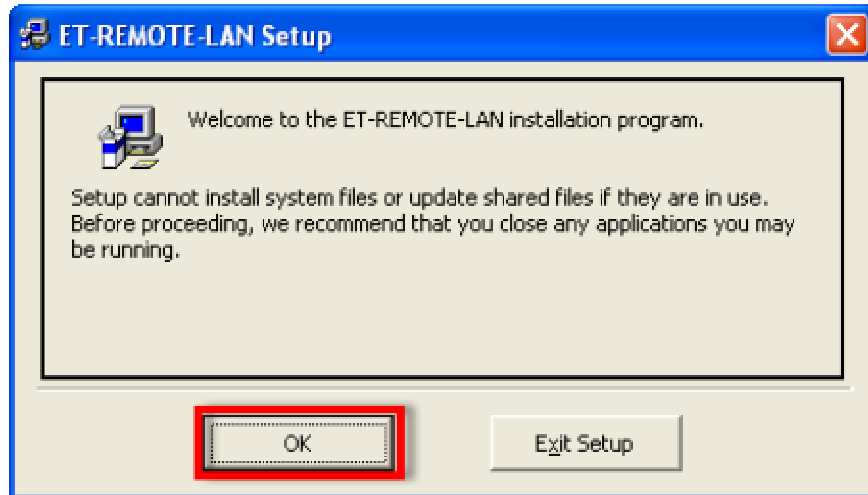 ET-REMOTE-LAN Setup
Welcome to the ET-REMOTE-LAN installation program.
Setup cannot install system files or update shared files if they are in use.
Before proceeding, we recommend that you close any applications you may
be running.
OK
Exit Setup